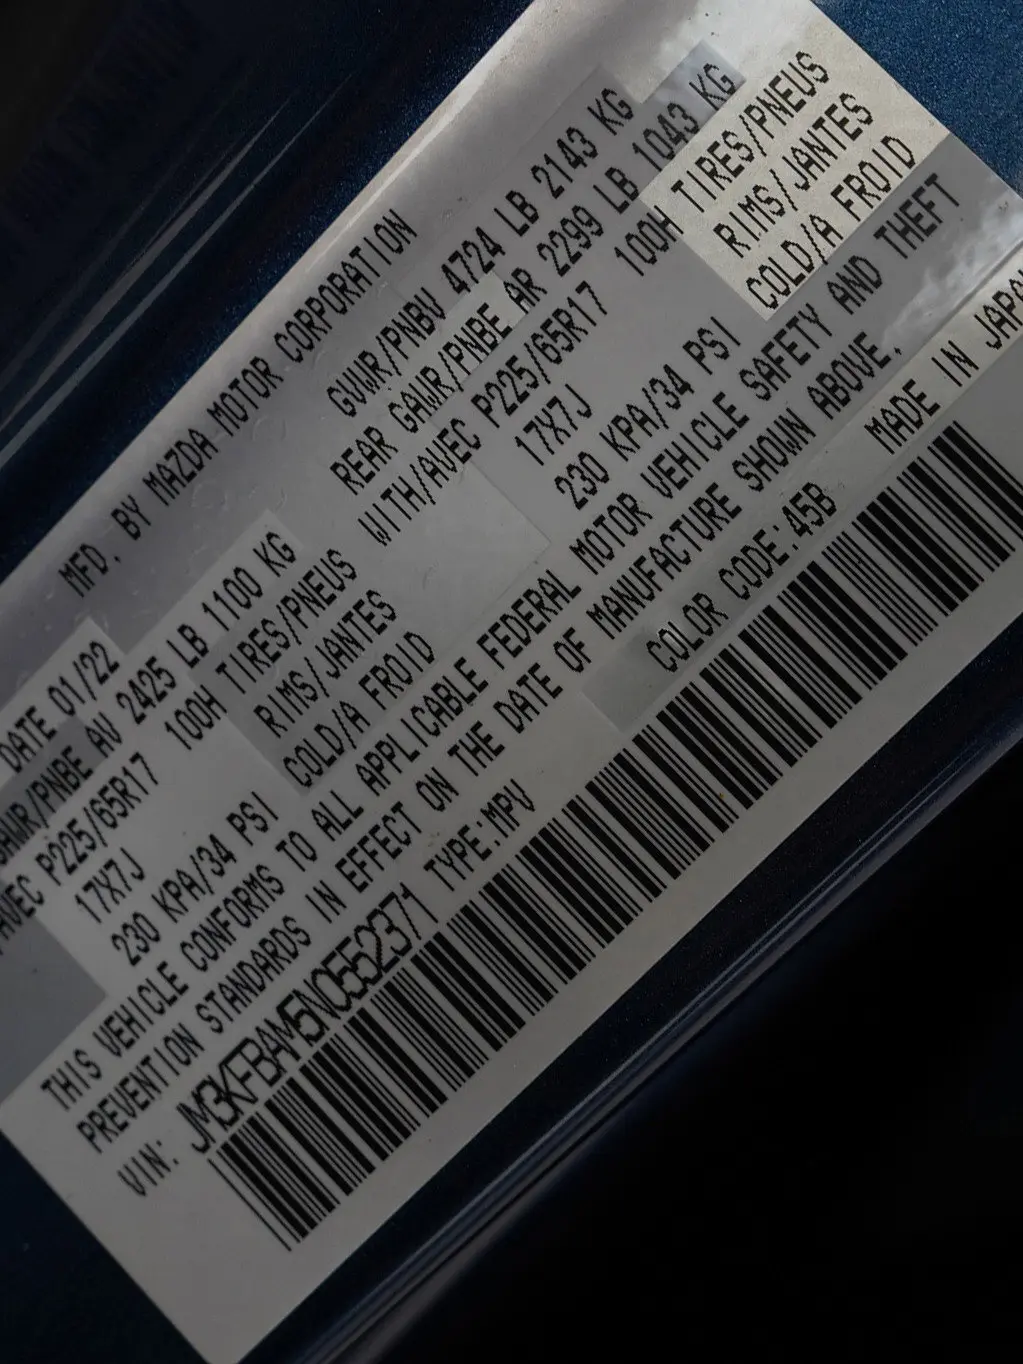 MFD. BY MAZDA MOTOR CORPORATION
DATE 01/22 GVWR/PNBV 4724 LB 2143 KG
GAWR/PNBE AV 2425 LB 1100 KG REAR GAWR/PNBE AR 2299 LB 1043 KG
AVEC P225/65R17 100H TIRES/PNEUS WITH/AVEC P225/65R17 100H TIRES/PNEUS
17X7J RIMS/JANTES 17X7J RIMS/JANTES
230 KPA/34 PSI COLD/A FROID 230 KPA/34 PSI COLD/A FROID
THIS VEHICLE CONFORMS TO ALL APPLICABLE FEDERAL MOTOR VEHICLE SAFETY AND THEFT
PREVENTION STANDARDS IN EFFECT ON THE DATE OF MANUFACTURE SHOWN ABOVE.
VIN: JM3KFBAM5N0552371 TYPE:MPV COLOR CODE:45B MADE IN JAPAN